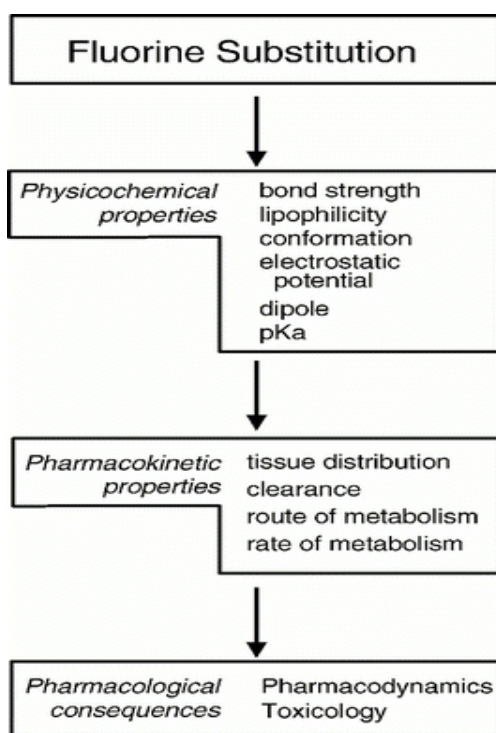 Fluorine Substitution
Physicochemical properties
bond strength
lipophilicity
conformation
electrostatic
potential
dipole
pKa
Pharmacokinetic
properties
tissue distribution
clearance
route of metabolism
rate of metabolism
Pharmacological
consequences
Pharmacodynamics
Toxicology